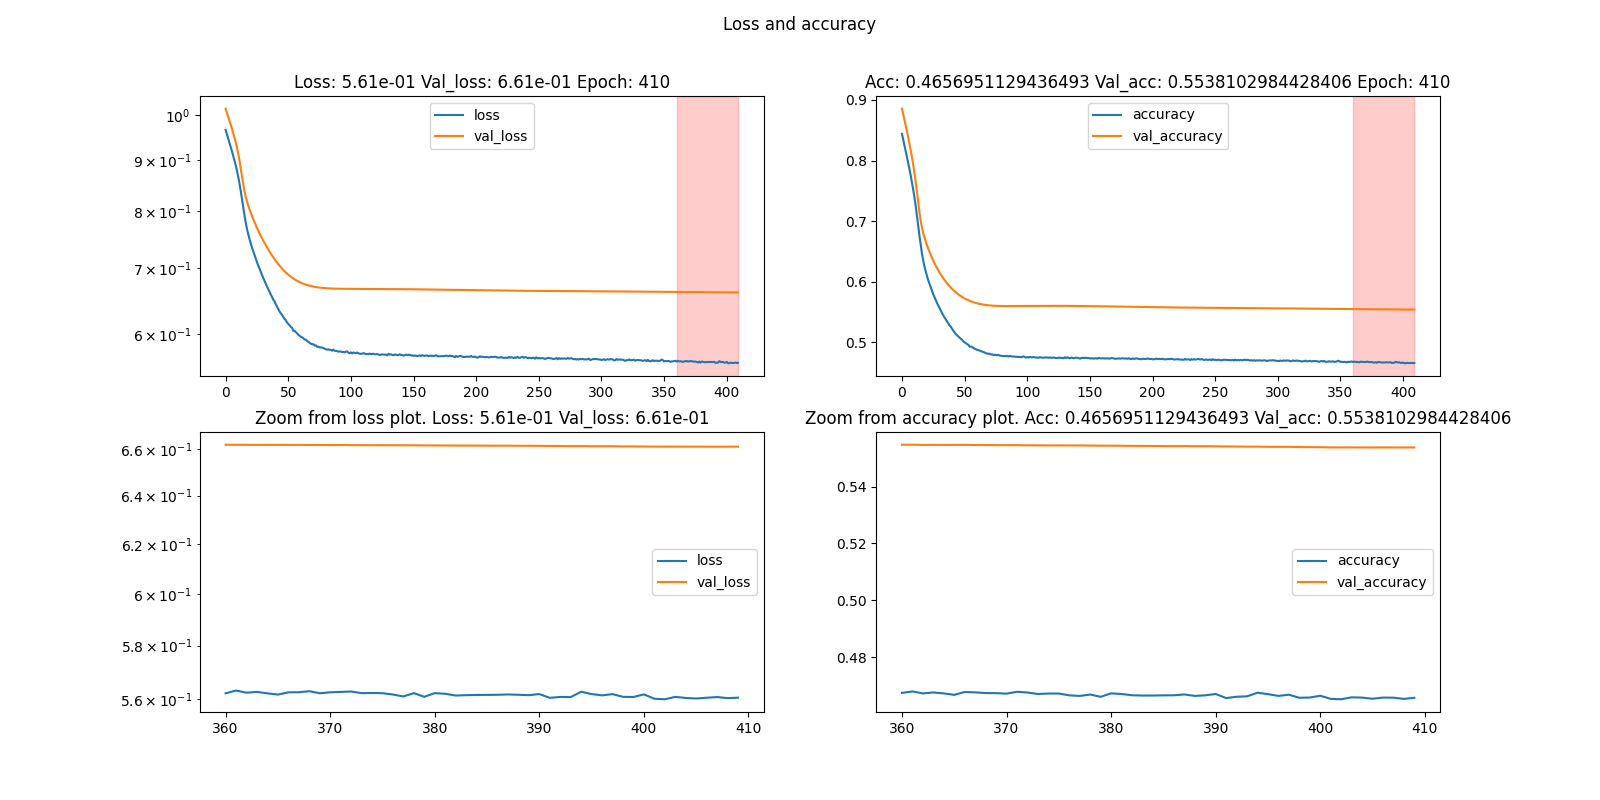 Loss and accuracy
Loss: 5.61e-01 Val_loss: 6.61e-01 Epoch: 410
10⁰
9 × 10⁻¹
8 × 10⁻¹
7 × 10⁻¹
6 × 10⁻¹
loss
val_loss
0 50 100 150 200 250 300 350 400
Acc: 0.4656951129436493 Val_acc: 0.5538102984428406 Epoch: 410
0.9
0.8
0.7
0.6
0.5
accuracy
val_accuracy
0 50 100 150 200 250 300 350 400
Zoom from loss plot. Loss: 5.61e-01 Val_loss: 6.61e-01
6.6 × 10⁻¹
6.4 × 10⁻¹
6.2 × 10⁻¹
6 × 10⁻¹
5.8 × 10⁻¹
5.6 × 10⁻¹
loss
val_loss
360 370 380 390 400 410
Zoom from accuracy plot. Acc: 0.4656951129436493 Val_acc: 0.5538102984428406
0.54
0.52
0.50
0.48
accuracy
val_accuracy
360 370 380 390 400 410